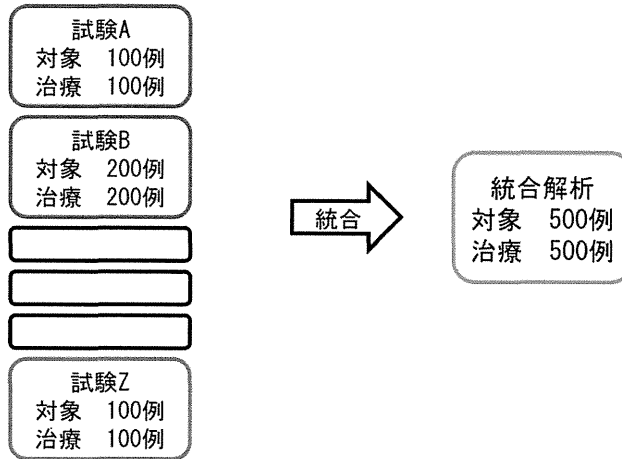 試験A
対象 100例
治療 100例
試験B
対象 200例
治療 200例
試験Z
対象 100例
治療 100例
統合
統合解析
対象 500例
治療 500例